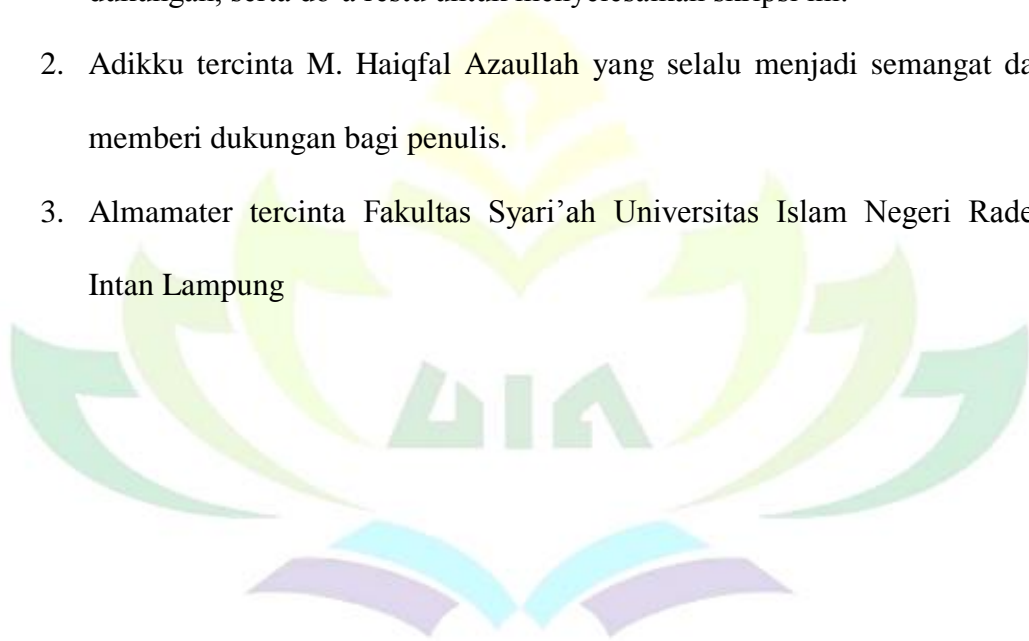 2. Adikku tercinta M. Haiqfal Azaullah yang selalu menjadi semangat da
memberi dukungan bagi penulis.
3. Almamater tercinta Fakultas Syari’ah Universitas Islam Negeri Rade
Intan Lampung
UIN